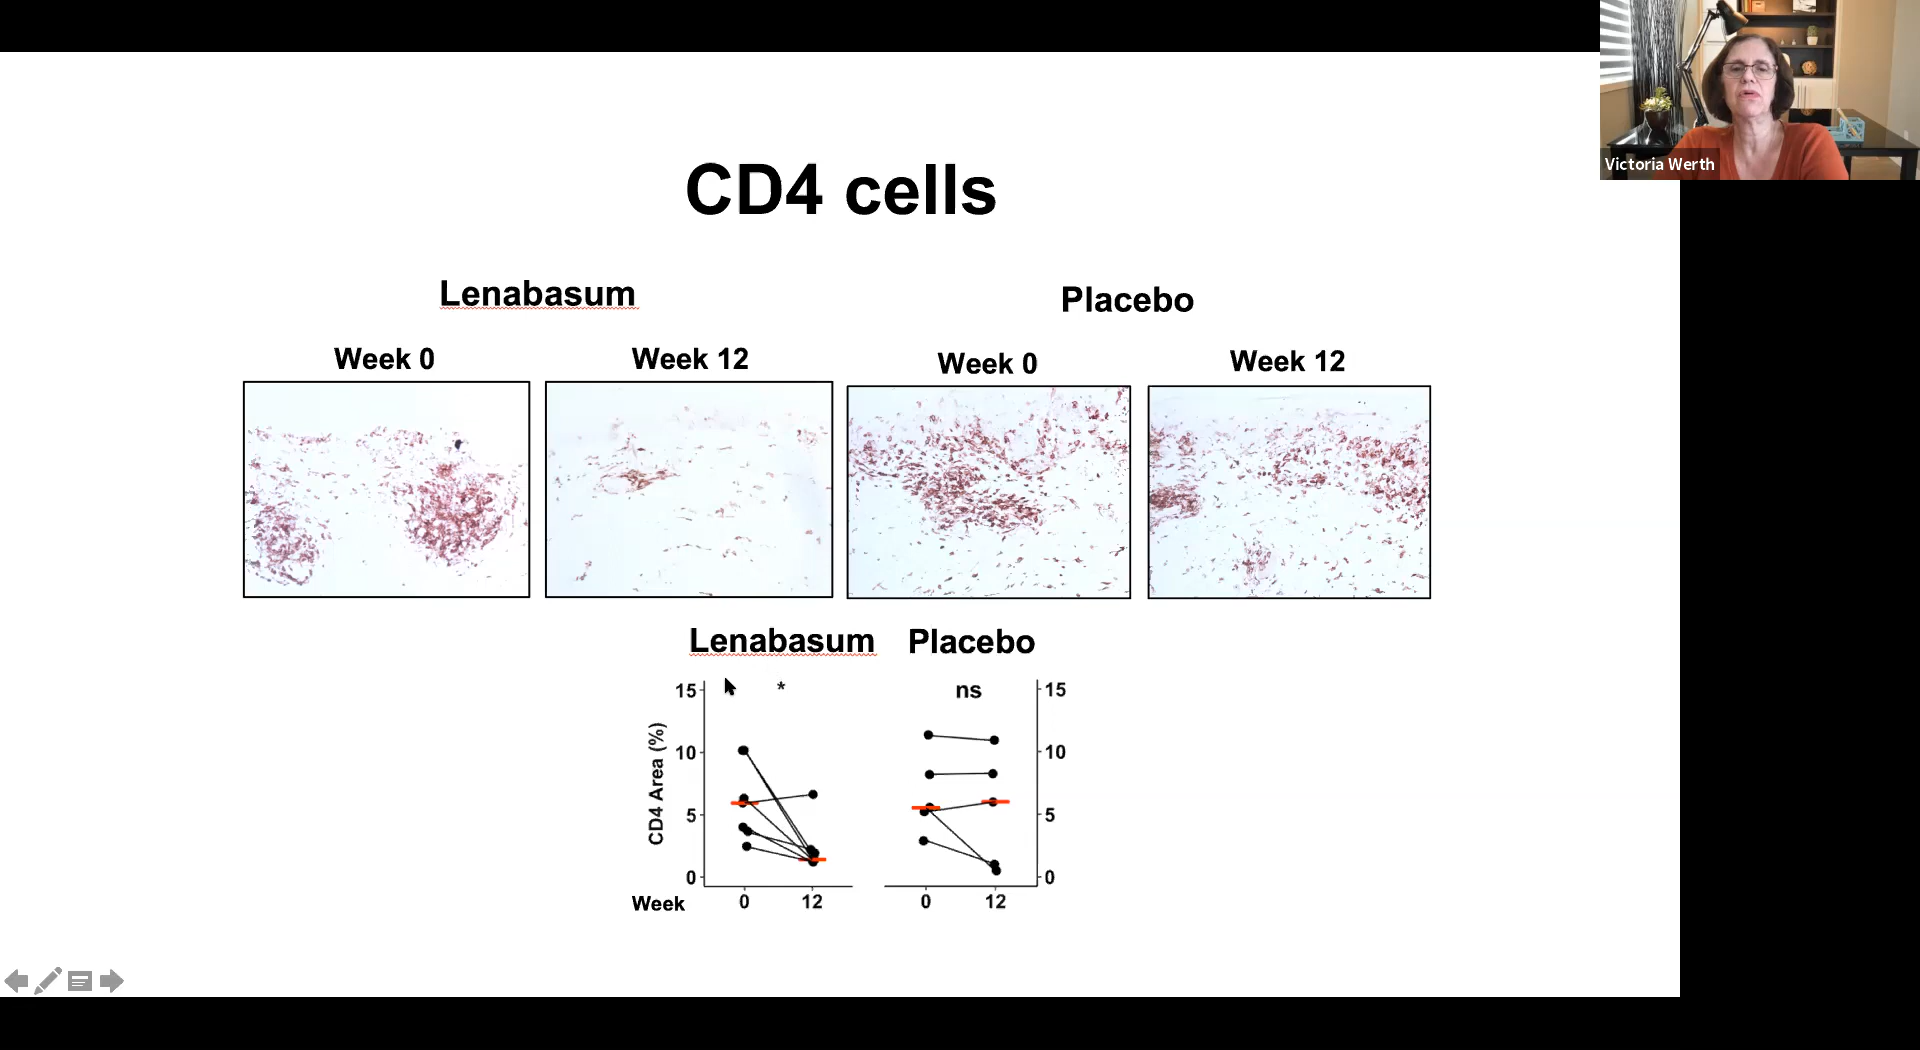 Victoria Werth
CD4 cells
Lenabasum
Placebo
Week 0
Week 12
Week 0
Week 12
Lenabasum
Placebo
*
ns
CD4 Area (%)
15
10
5
0
15
10
5
0
Week
0
12
0
12